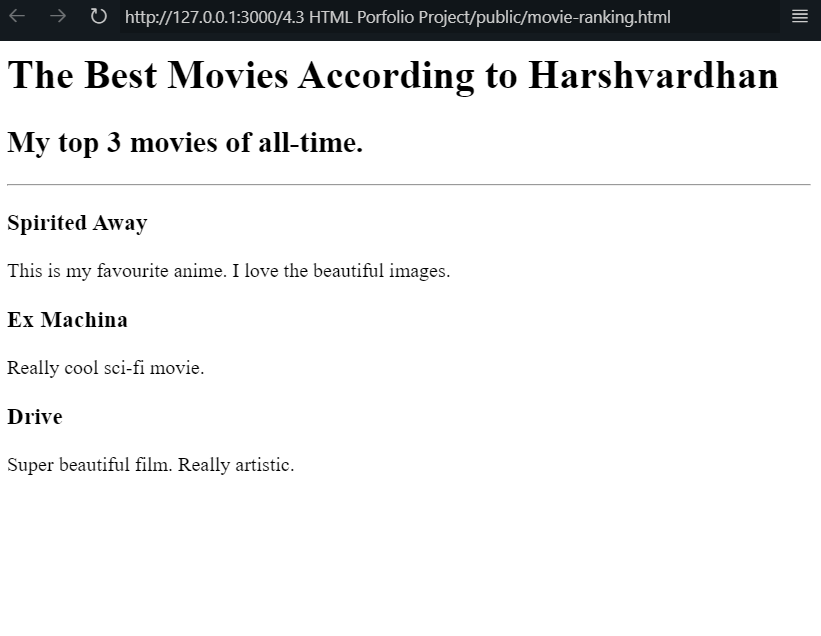 http://127.0.0.1:3000/4.3 HTML Porfolio Project/public/movie-ranking.html
The Best Movies According to Harshvardhan
My top 3 movies of all-time.
Spirited Away
This is my favourite anime. I love the beautiful images.
Ex Machina
Really cool sci-fi movie.
Drive
Super beautiful film. Really artistic.